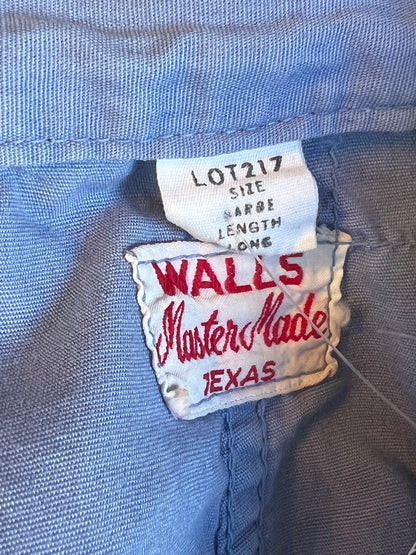 LOT217
SIZE
LARGE
LENGTH
LONG
WALLS
Master Made
TEXAS